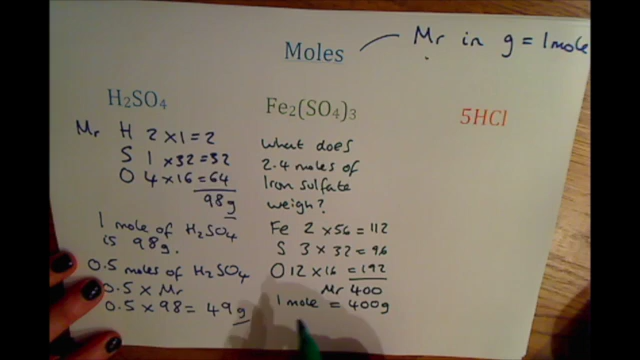 Moles
Mr in g = 1mole
H2SO4
Mr H 2 x 1 = 2
S 1 x 32 = 32
O 4 x 16 = 64
98g
1 mole of H2SO4
is 98g.
0.5 moles of H2SO4
0.5 x Mr
0.5 x 98 = 49g
Fe2(SO4)3
What does
2.4 moles of
Iron sulfate
weigh?
Fe 2 x 56 = 112
S 3 x 32 = 96
O 12 x 16 = 192
Mr 400
1 mole = 400g
5HCl